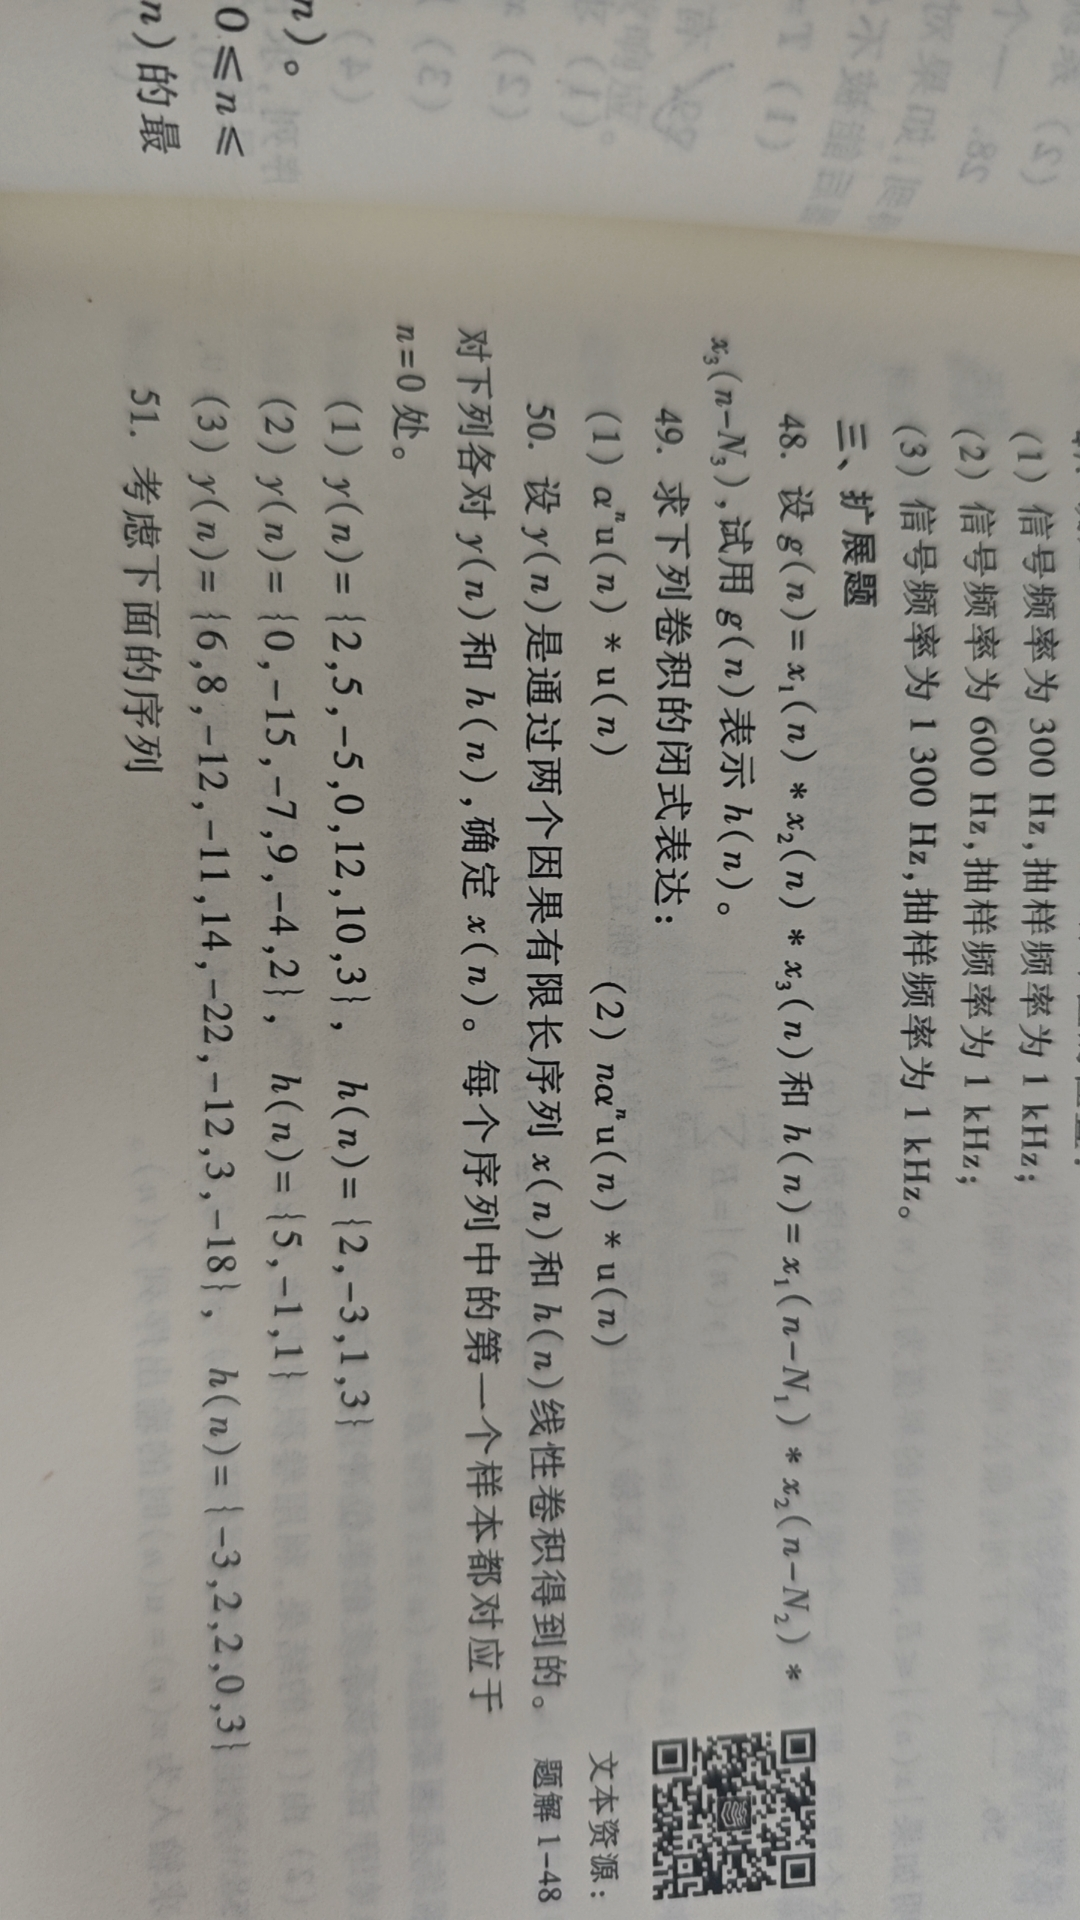 n)。
0≤n≤
n)的最
(1) 信号频率为 300 Hz,抽样频率为 1 kHz;
(2) 信号频率为 600 Hz,抽样频率为 1 kHz;
(3) 信号频率为 1 300 Hz,抽样频率为 1 kHz。
三、扩展题
48. 设 g(n)=x₁(n)*x₂(n)*x₃(n)和 h(n)=x₁(n-N₁)*x₂(n-N₂)*
x₃(n-N₃),试用 g(n)表示 h(n)。
49. 求下列卷积的闭式表达:
(1) αⁿu(n)*u(n) (2) nαⁿu(n)*u(n)
50. 设 y(n)是通过两个因果有限长序列 x(n)和 h(n)线性卷积得到的。
对下列各对 y(n)和 h(n),确定 x(n)。每个序列中的第一个样本都对应于
n=0 处。
(1) y(n)={2,5,-5,0,12,10,3}, h(n)={2,-3,1,3}
(2) y(n)={0,-15,-7,9,-4,2}, h(n)={5,-1,1}
(3) y(n)={6,8,-12,-11,14,-22,-12,3,-18}, h(n)={-3,2,2,0,3}
51. 考虑下面的序列
文本资源:
题解 1-48